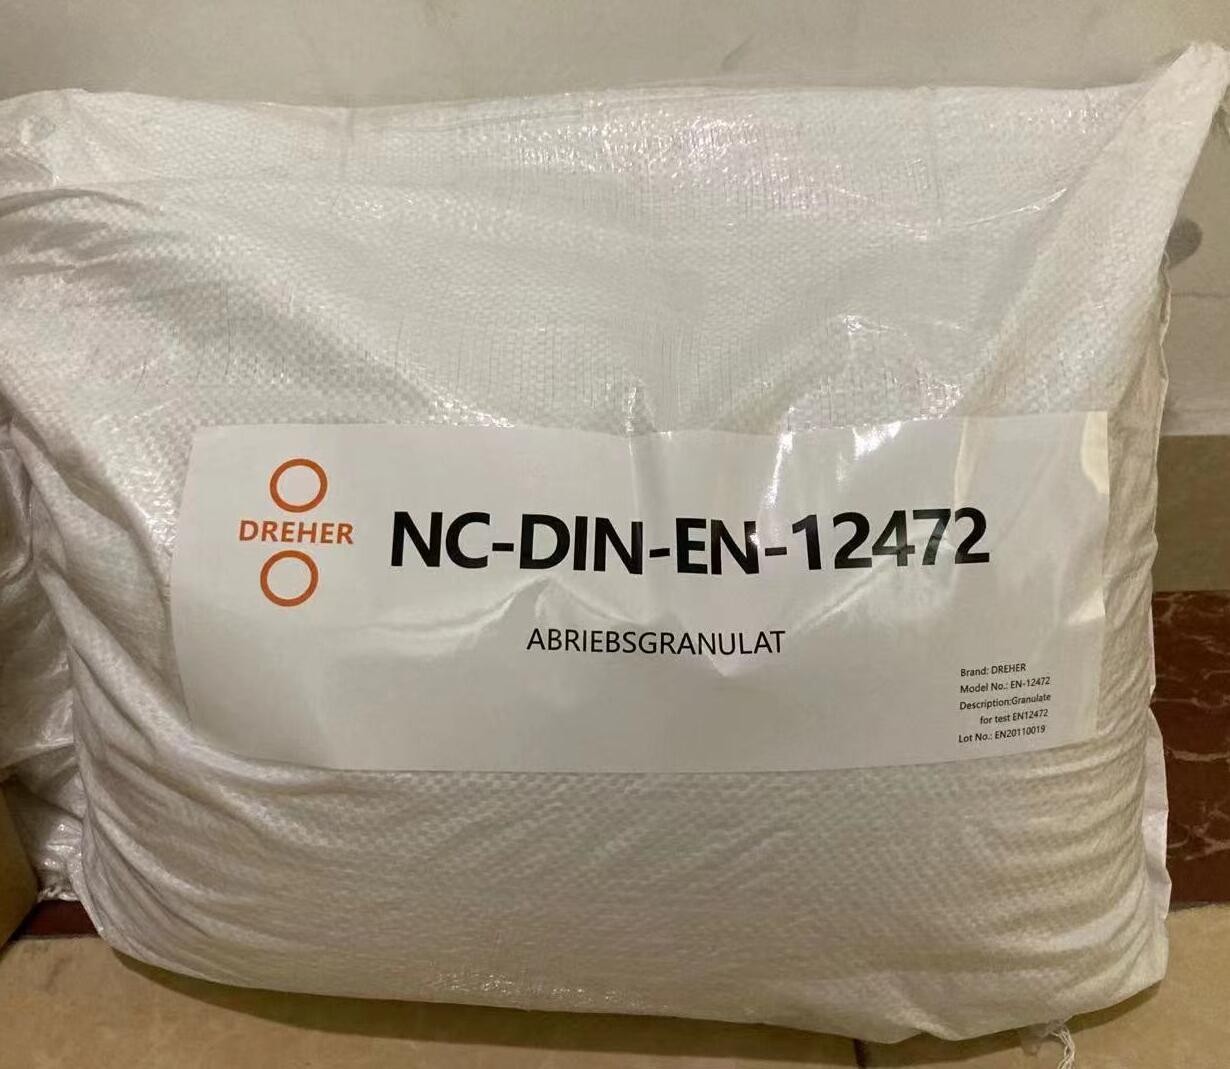 DREHER
NC-DIN-EN-12472
ABRIEBSGRANULAT
Brand: DREHER
Model No.: EN-12472
Description:Granulate
for test EN12472
Lot No.: EN20110019